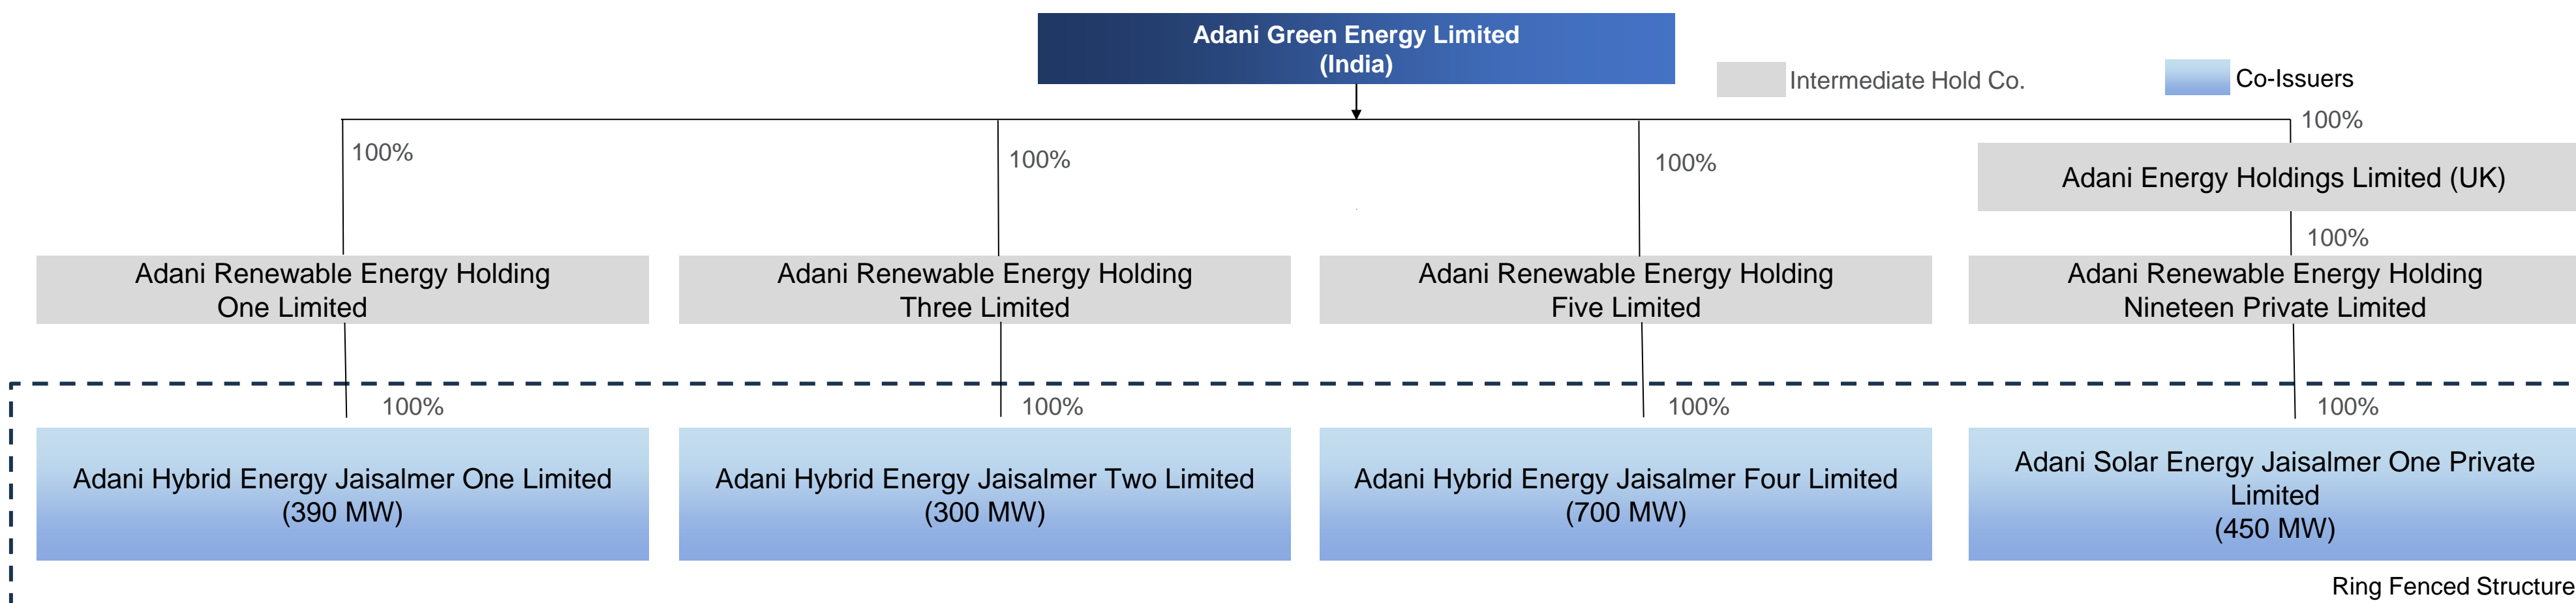 Adani Green Energy Limited
(India)
Intermediate Hold Co.
Co-Issuers
100%
100%
100%
100%
Adani Energy Holdings Limited (UK)
100%
Adani Renewable Energy Holding
One Limited
Adani Renewable Energy Holding
Three Limited
Adani Renewable Energy Holding
Five Limited
Adani Renewable Energy Holding
Nineteen Private Limited
100%
100%
100%
100%
Adani Hybrid Energy Jaisalmer One Limited
(390 MW)
Adani Hybrid Energy Jaisalmer Two Limited
(300 MW)
Adani Hybrid Energy Jaisalmer Four Limited
(700 MW)
Adani Solar Energy Jaisalmer One Private
Limited
(450 MW)
Ring Fenced Structure